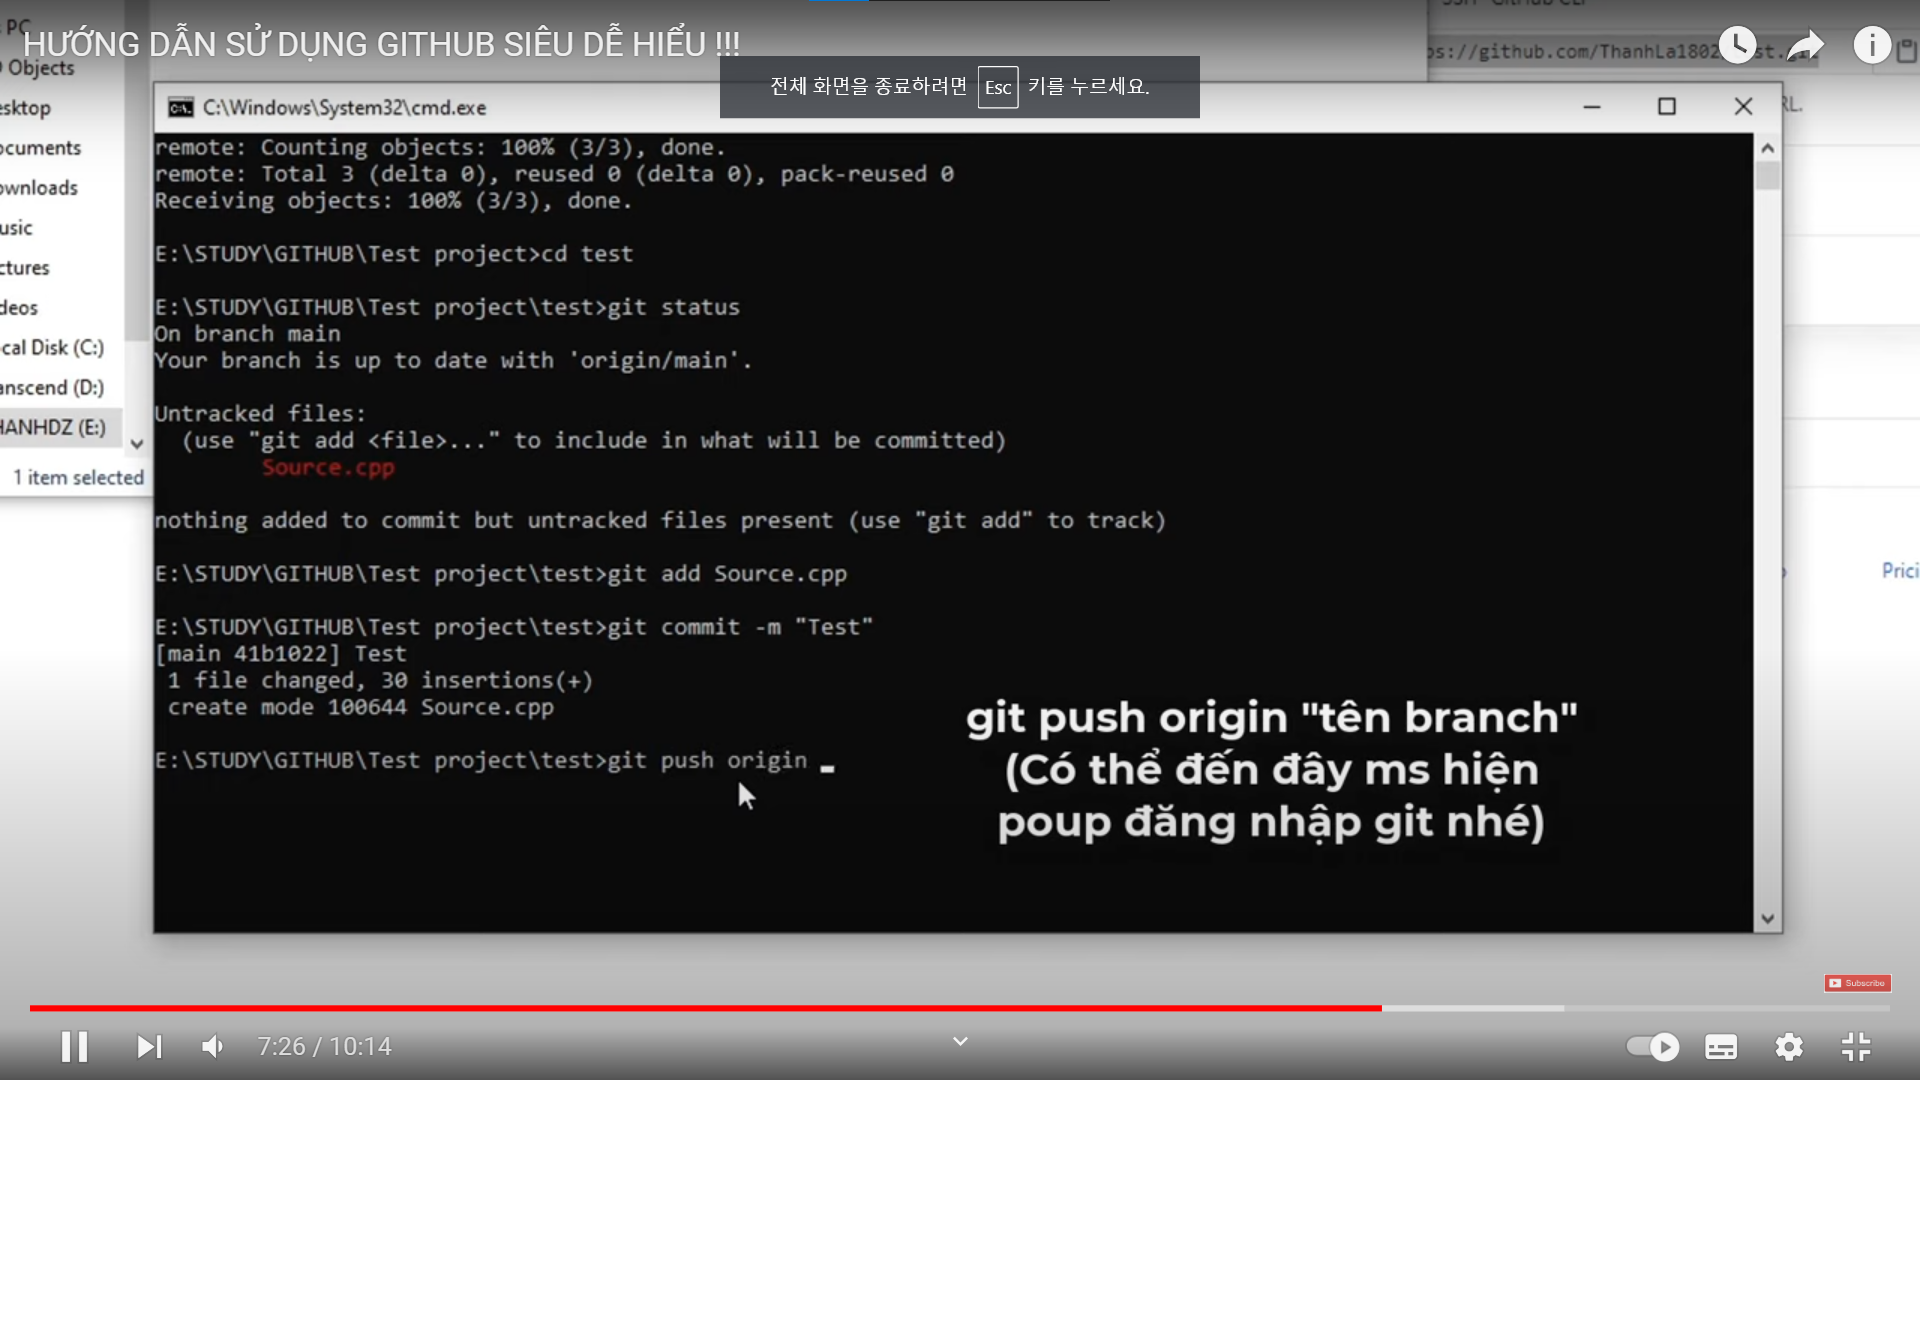 PC
HƯỚNG DẪN SỬ DỤNG GITHUB SIÊU DỄ HIỂU !!!
Objects
전체 화면을 종료하려면 Esc 키를 누르세요.
C:\Windows\System32\cmd.exe
RL.
esktop
ocuments
ownloads
usic
ctures
deos
cal Disk (C:)
anscend (D:)
HANHDZ (E:)
1 item selected
remote: Counting objects: 100% (3/3), done.
remote: Total 3 (delta 0), reused 0 (delta 0), pack-reused 0
Receiving objects: 100% (3/3), done.
E:\STUDY\GITHUB\Test project>cd test
E:\STUDY\GITHUB\Test project\test>git status
On branch main
Your branch is up to date with 'origin/main'.
Untracked files:
(use "git add <file>..." to include in what will be committed)
Source.cpp
nothing added to commit but untracked files present (use "git add" to track)
E:\STUDY\GITHUB\Test project\test>git add Source.cpp
Prici
E:\STUDY\GITHUB\Test project\test>git commit -m "Test"
[main 41b1022] Test
1 file changed, 30 insertions(+)
create mode 100644 Source.cpp
E:\STUDY\GITHUB\Test project\test>git push origin
git push origin "tên branch"
(Có thể đến đây ms hiện
poup đăng nhập git nhé)
Subscribe
7:26 / 10:14